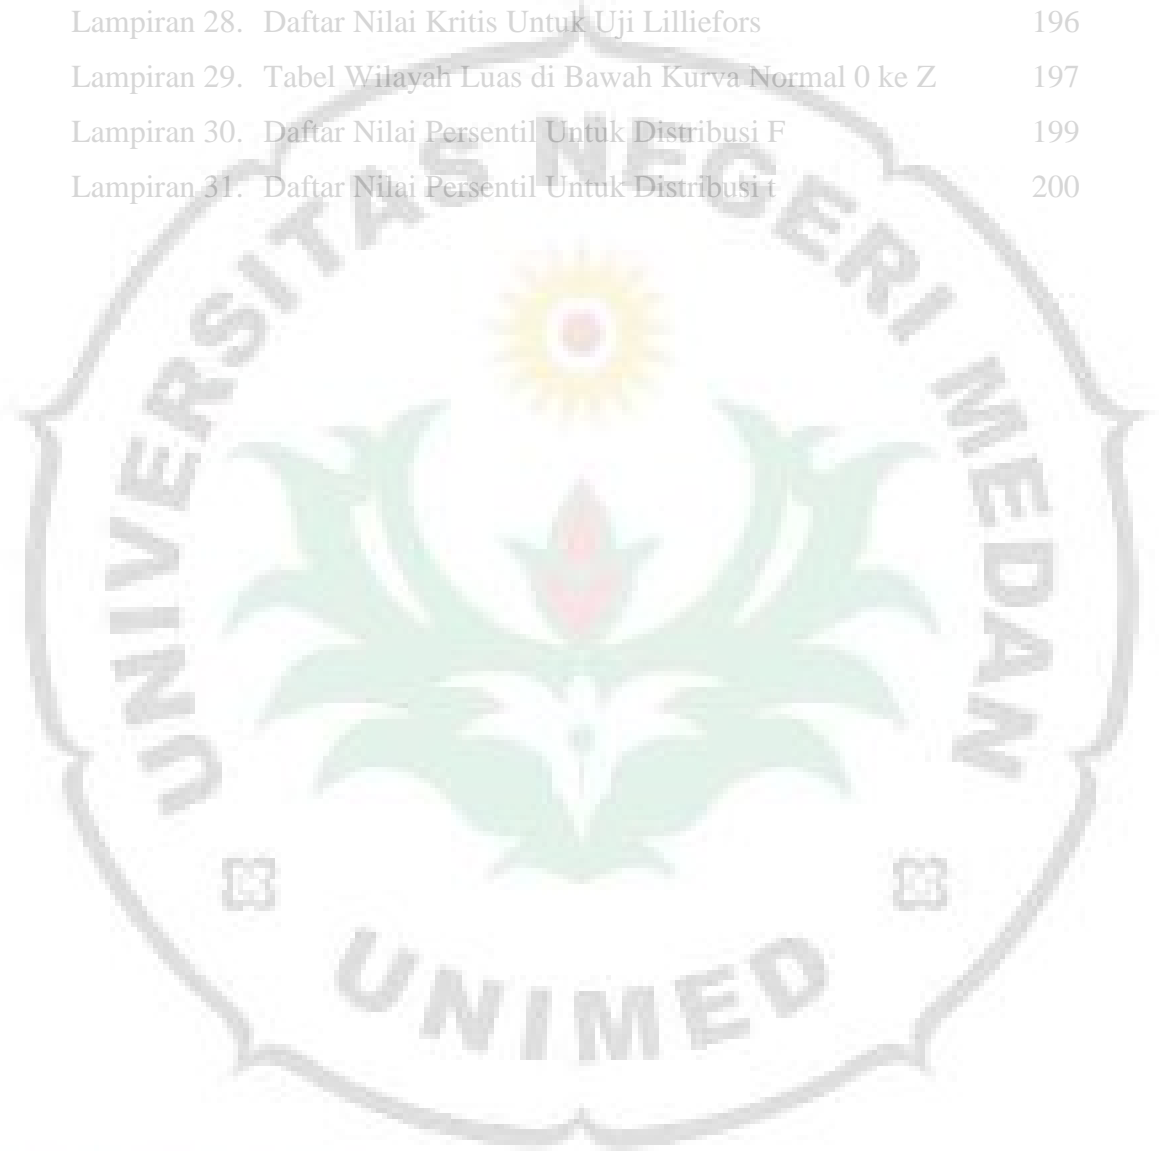 Lampiran 28. Daftar Nilai Kritis Untuk Uji Lilliefors 196
Lampiran 29. Tabel Wilayah Luas di Bawah Kurva Normal 0 ke Z 197
Lampiran 30. Daftar Nilai Persentil Untuk Distribusi F 199
Lampiran 31. Daftar Nilai Persentil Untuk Distribusi t 200
UNIVERSITAS NEGERI MEDAN
UNIMED